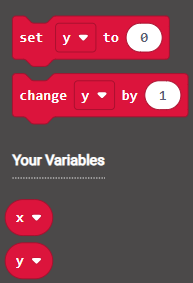 set y to 0
change y by 1
Your Variables
x
y